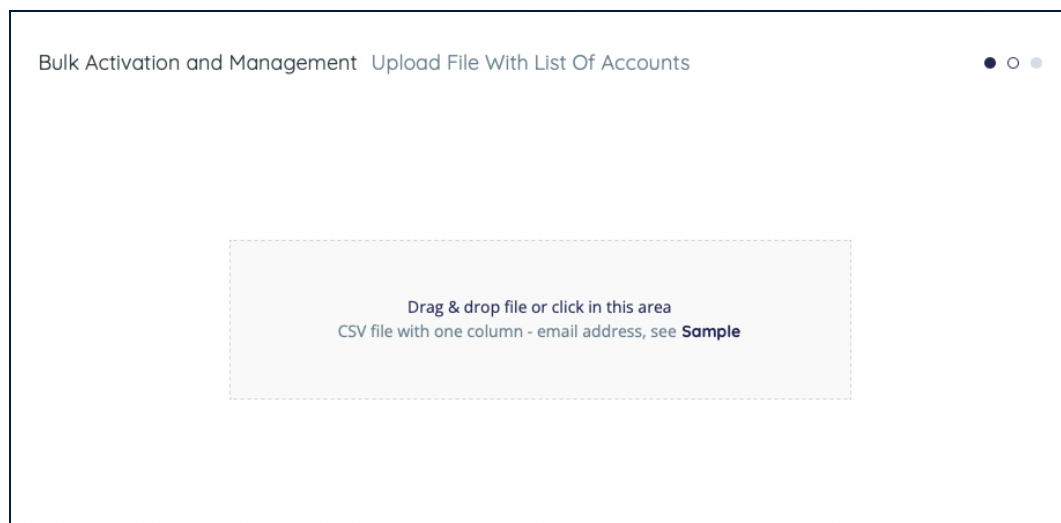 Bulk Activation and Management Upload File With List Of Accounts
Drag & drop file or click in this area
CSV file with one column - email address, see Sample